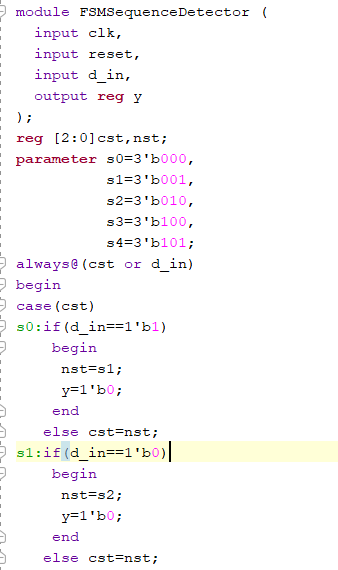 module FSMSequenceDetector (
input clk,
input reset,
input d_in,
output reg y
);
reg [2:0]cst,nst;
parameter s0=3'b000,
s1=3'b001,
s2=3'b010,
s3=3'b100,
s4=3'b101;
always@(cst or d_in)
begin
case(cst)
s0:if(d_in==1'b1)
begin
nst=s1;
y=1'b0;
end
else cst=nst;
s1:if(d_in==1'b0)
begin
nst=s2;
y=1'b0;
end
else cst=nst;